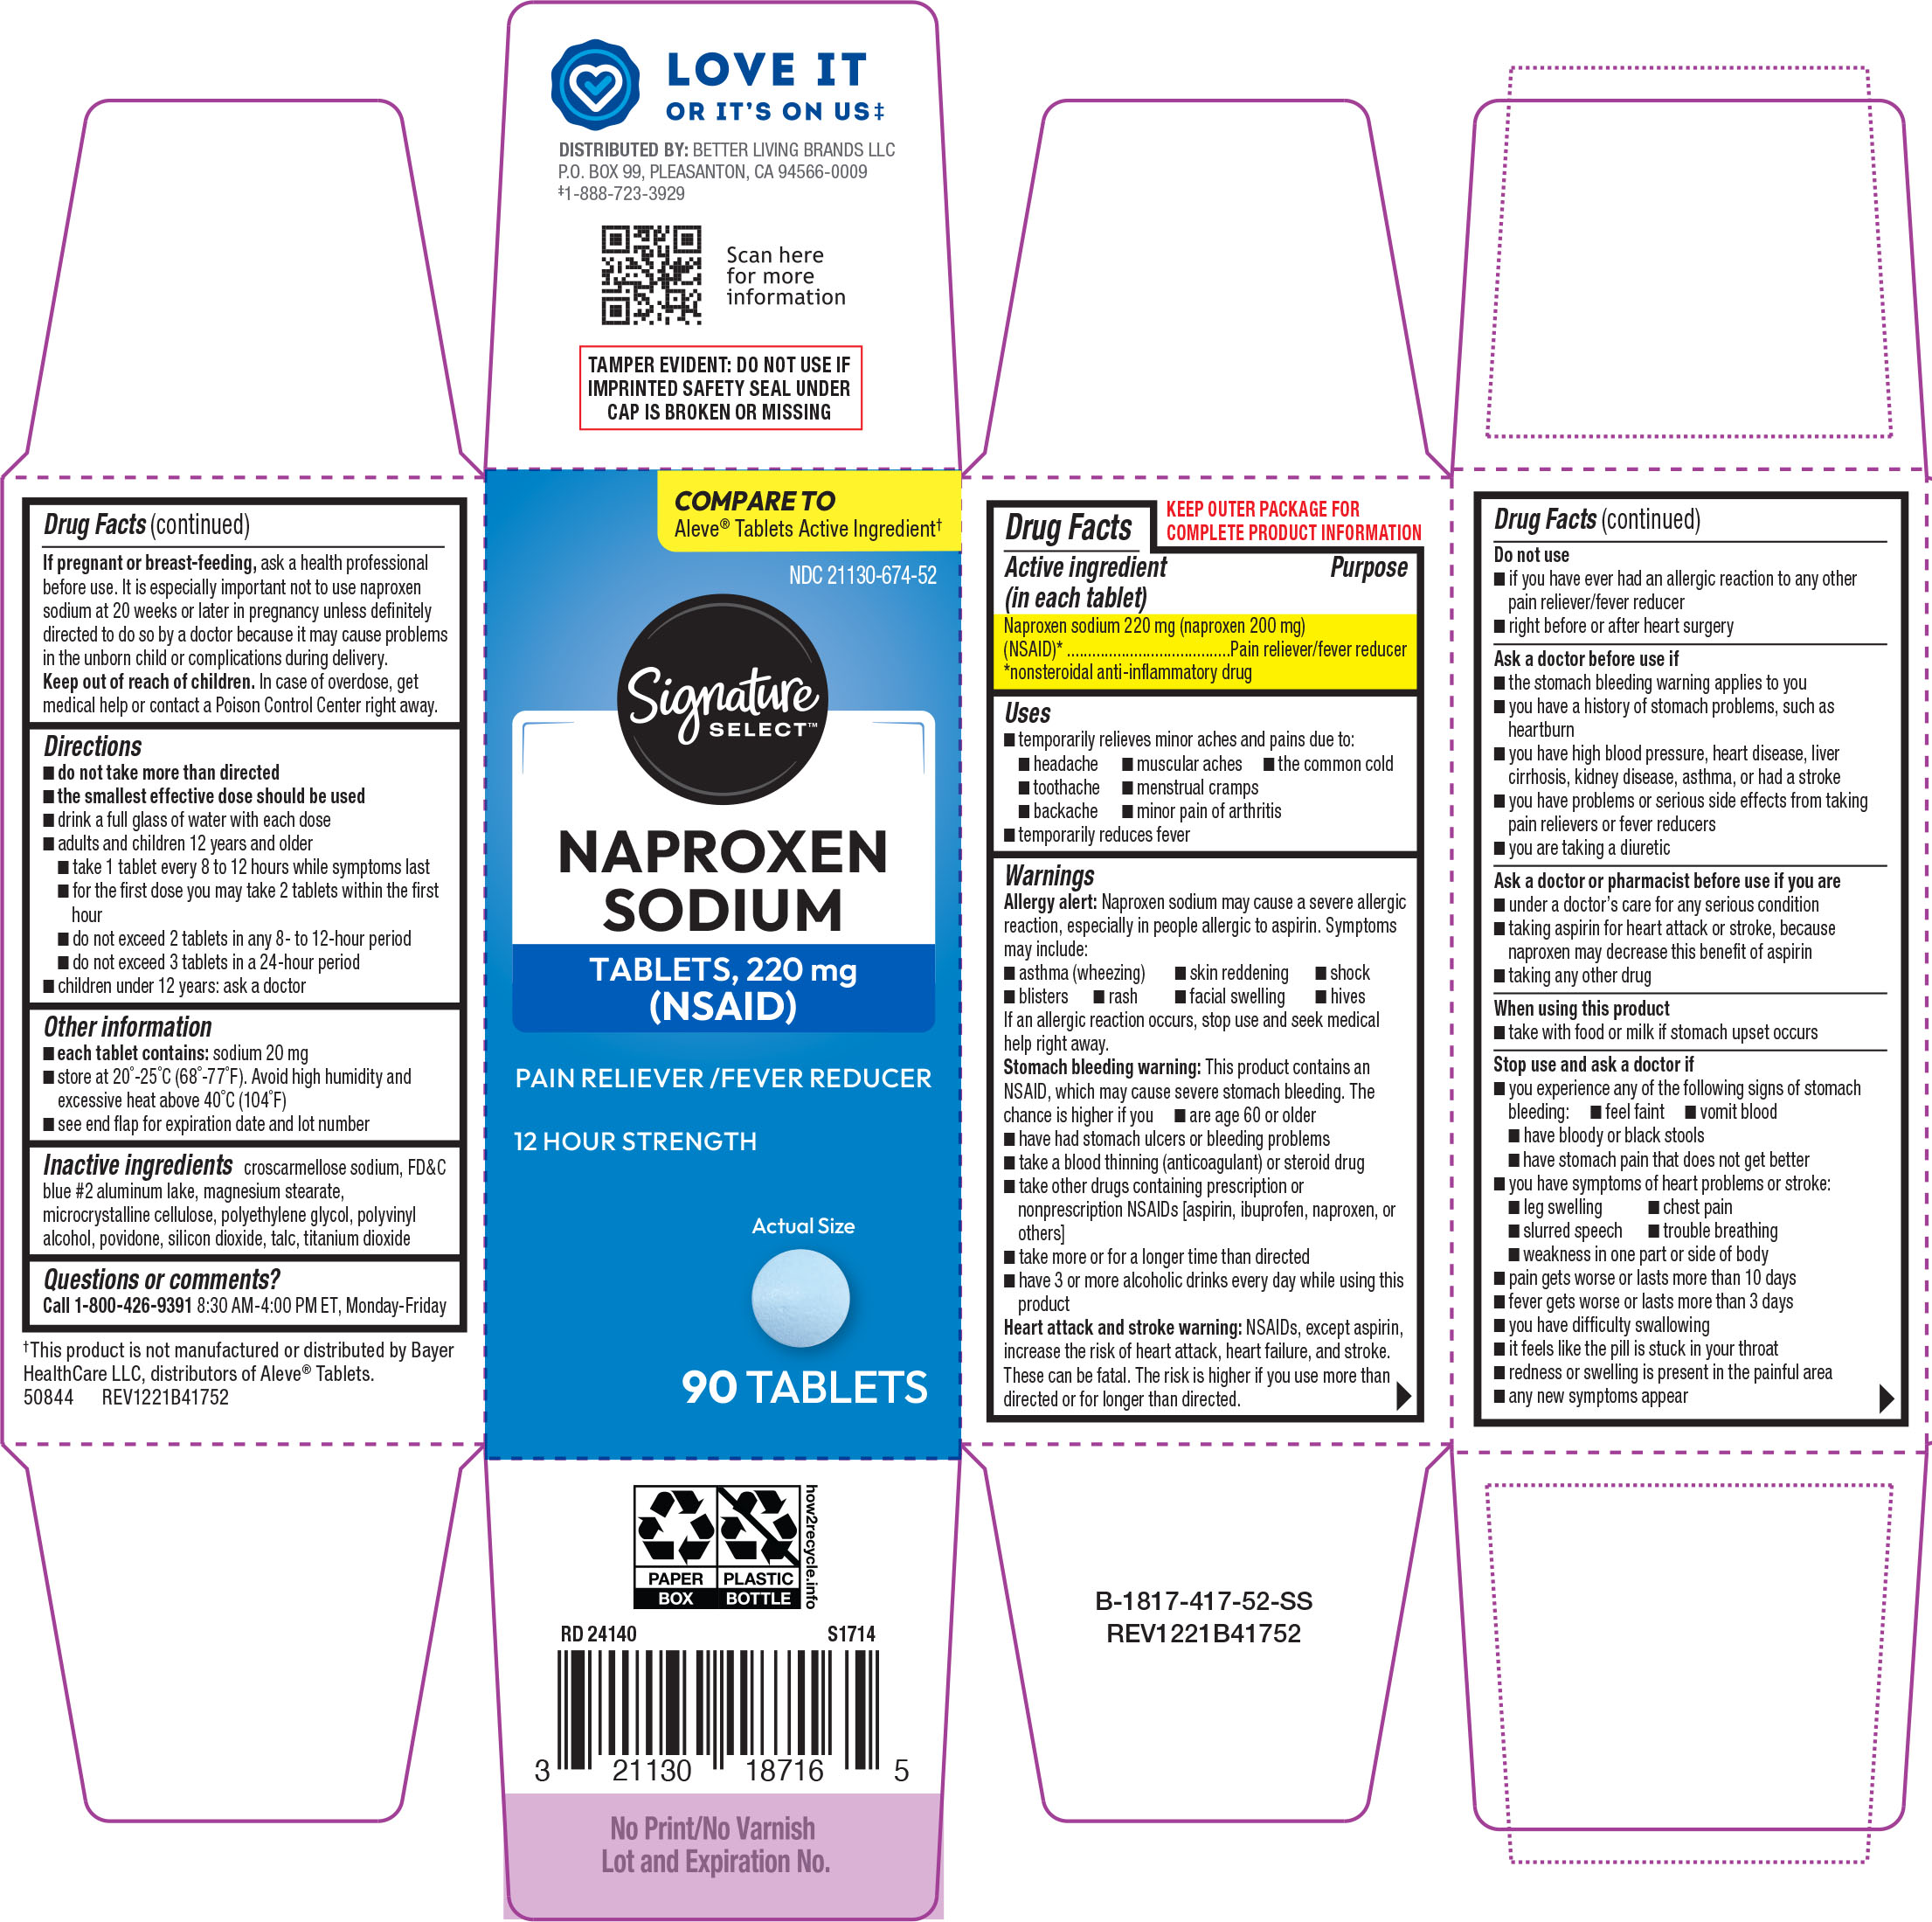 LOVE IT
OR IT'S ON US‡
DISTRIBUTED BY: BETTER LIVING BRANDS LLC
P.O. BOX 99, PLEASANTON, CA 94566-0009
‡1-888-723-3929
Scan here
for more
information
TAMPER EVIDENT: DO NOT USE IF
IMPRINTED SAFETY SEAL UNDER
CAP IS BROKEN OR MISSING
Drug Facts (continued)
If pregnant or breast-feeding, ask a health professional
before use. It is especially important not to use naproxen
sodium at 20 weeks or later in pregnancy unless definitely
directed to do so by a doctor because it may cause problems
in the unborn child or complications during delivery.
Keep out of reach of children. In case of overdose, get
medical help or contact a Poison Control Center right away.
Directions
■ do not take more than directed
■ the smallest effective dose should be used
■ drink a full glass of water with each dose
■ adults and children 12 years and older
■ take 1 tablet every 8 to 12 hours while symptoms last
■ for the first dose you may take 2 tablets within the first
hour
■ do not exceed 2 tablets in any 8- to 12-hour period
■ do not exceed 3 tablets in a 24-hour period
■ children under 12 years: ask a doctor
Other information
■ each tablet contains: sodium 20 mg
■ store at 20°-25°C (68°-77°F). Avoid high humidity and
excessive heat above 40°C (104°F)
■ see end flap for expiration date and lot number
Inactive ingredients croscarmellose sodium, FD&C
blue #2 aluminum lake, magnesium stearate,
microcrystalline cellulose, polyethylene glycol, polyvinyl
alcohol, povidone, silicon dioxide, talc, titanium dioxide
Questions or comments?
Call 1-800-426-9391 8:30 AM-4:00 PM ET, Monday-Friday
†This product is not manufactured or distributed by Bayer
HealthCare LLC, distributors of Aleve® Tablets.
50844 REV1221B41752
COMPARE TO
Aleve® Tablets Active Ingredient†
NDC 21130-674-52
Signature
SELECT™
NAPROXEN
SODIUM
TABLETS, 220 mg
(NSAID)
PAIN RELIEVER /FEVER REDUCER
12 HOUR STRENGTH
Actual Size
90 TABLETS
PAPER PLASTIC
BOX BOTTLE
how2recycle.info
RD 24140 S1714
3 21130 18716 5
No Print/No Varnish
Lot and Expiration No.
Drug Facts
KEEP OUTER PACKAGE FOR
COMPLETE PRODUCT INFORMATION
Active ingredient Purpose
(in each tablet)
Naproxen sodium 220 mg (naproxen 200 mg)
(NSAID)* .......................................Pain reliever/fever reducer
*nonsteroidal anti-inflammatory drug
Uses
■ temporarily relieves minor aches and pains due to:
■ headache ■ muscular aches ■ the common cold
■ toothache ■ menstrual cramps
■ backache ■ minor pain of arthritis
■ temporarily reduces fever
Warnings
Allergy alert: Naproxen sodium may cause a severe allergic
reaction, especially in people allergic to aspirin. Symptoms
may include:
■ asthma (wheezing) ■ skin reddening ■ shock
■ blisters ■ rash ■ facial swelling ■ hives
If an allergic reaction occurs, stop use and seek medical
help right away.
Stomach bleeding warning: This product contains an
NSAID, which may cause severe stomach bleeding. The
chance is higher if you ■ are age 60 or older
■ have had stomach ulcers or bleeding problems
■ take a blood thinning (anticoagulant) or steroid drug
■ take other drugs containing prescription or
nonprescription NSAIDs [aspirin, ibuprofen, naproxen, or
others]
■ take more or for a longer time than directed
■ have 3 or more alcoholic drinks every day while using this
product
Heart attack and stroke warning: NSAIDs, except aspirin,
increase the risk of heart attack, heart failure, and stroke.
These can be fatal. The risk is higher if you use more than
directed or for longer than directed.
B-1817-417-52-SS
REV1221B41752
Drug Facts (continued)
Do not use
■ if you have ever had an allergic reaction to any other
pain reliever/fever reducer
■ right before or after heart surgery
Ask a doctor before use if
■ the stomach bleeding warning applies to you
■ you have a history of stomach problems, such as
heartburn
■ you have high blood pressure, heart disease, liver
cirrhosis, kidney disease, asthma, or had a stroke
■ you have problems or serious side effects from taking
pain relievers or fever reducers
■ you are taking a diuretic
Ask a doctor or pharmacist before use if you are
■ under a doctor's care for any serious condition
■ taking aspirin for heart attack or stroke, because
naproxen may decrease this benefit of aspirin
■ taking any other drug
When using this product
■ take with food or milk if stomach upset occurs
Stop use and ask a doctor if
■ you experience any of the following signs of stomach
bleeding: ■ feel faint ■ vomit blood
■ have bloody or black stools
■ have stomach pain that does not get better
■ you have symptoms of heart problems or stroke:
■ leg swelling ■ chest pain
■ slurred speech ■ trouble breathing
■ weakness in one part or side of body
■ pain gets worse or lasts more than 10 days
■ fever gets worse or lasts more than 3 days
■ you have difficulty swallowing
■ it feels like the pill is stuck in your throat
■ redness or swelling is present in the painful area
■ any new symptoms appear